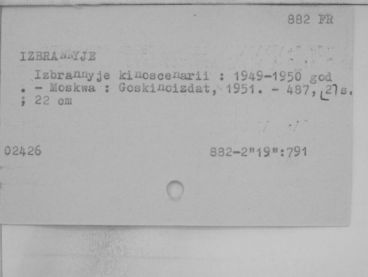 882 FR
IZBRANNYJE
Izbrannyje kinoscenarii : 1949-1950 god
. - Moskwa : Goskinoizdat, 1951. - 487, [2]s.
; 22 cm
02426 882-2"19":791